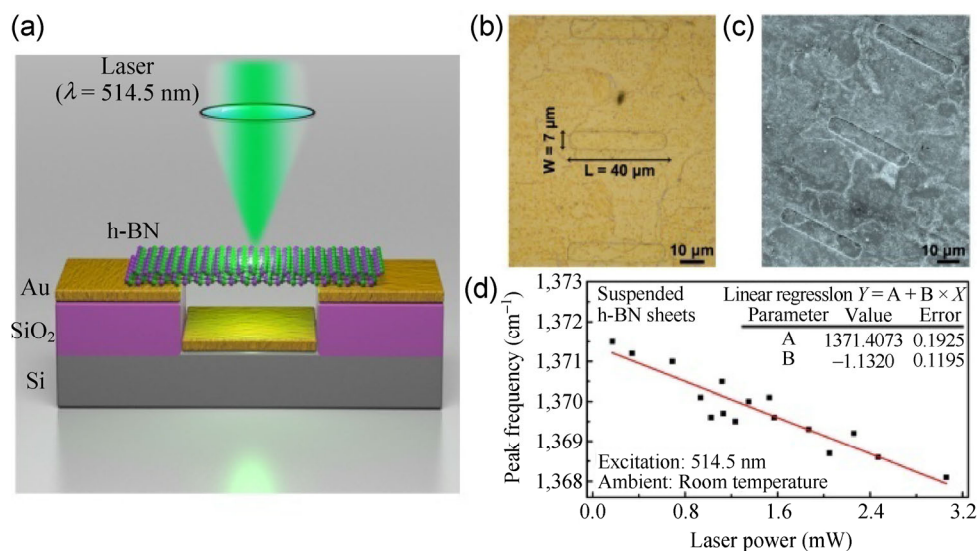 (a)
Laser
(λ = 514.5 nm)
h-BN
Au
SiO₂
Si
(b)
W = 7 μm
L = 40 μm
10 μm
(c)
10 μm
(d)
Suspended
h-BN sheets
Linear regression Y = A + B × X
Parameter Value Error
A 1371.4073 0.1925
B −1.1320 0.1195
Excitation: 514.5 nm
Ambient: Room temperature
Peak frequency (cm⁻¹)
1,373
1,372
1,371
1,370
1,369
1,368
0.0 0.8 1.6 2.4 3.2
Laser power (mW)